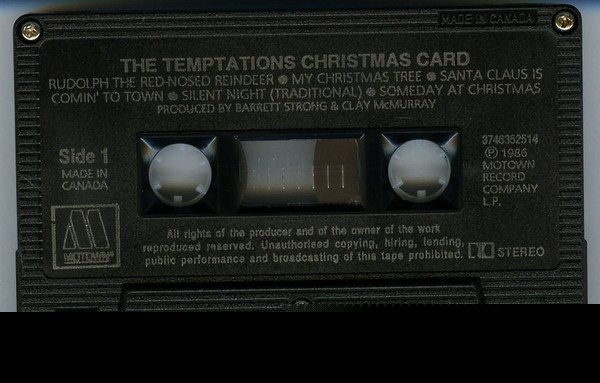 MADE IN CANADA
THE TEMPTATIONS CHRISTMAS CARD
RUDOLPH THE RED-NOSED REINDEER ● MY CHRISTMAS TREE ● SANTA CLAUS IS
COMIN' TO TOWN ● SILENT NIGHT (TRADITIONAL) ● SOMEDAY AT CHRISTMAS
PRODUCED BY BARRETT STRONG & CLAY McMURRAY
Side 1
MADE IN
CANADA
3746352514
℗ 1986
MOTOWN
RECORD
COMPANY
L.P.
MOTOWN
All rights of the producer and of the owner of the work
reproduced reserved. Unauthorised copying, hiring, lending,
public performance and broadcasting of this tape prohibited.
STEREO